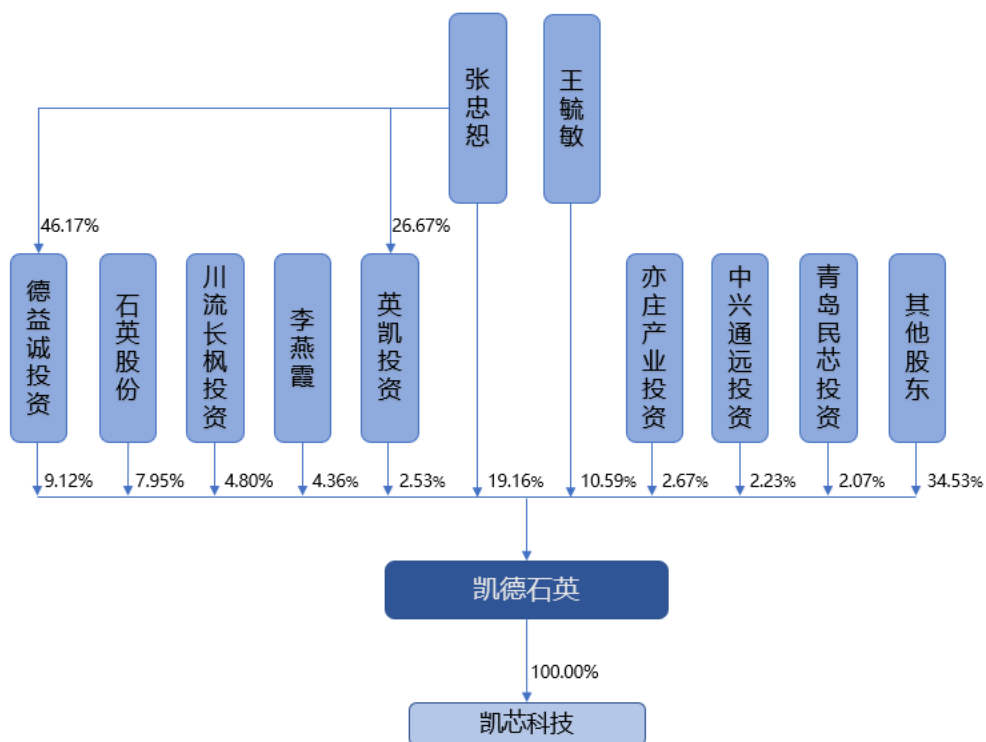 张忠恕
王毓敏
46.17%
26.67%
德益诚投资
石英股份
川流长枫投资
李燕霞
英凯投资
亦庄产业投资
中兴通远投资
青岛民芯投资
其他股东
9.12%
7.95%
4.80%
4.36%
2.53%
19.16%
10.59%
2.67%
2.23%
2.07%
34.53%
凯德石英
100.00%
凯芯科技